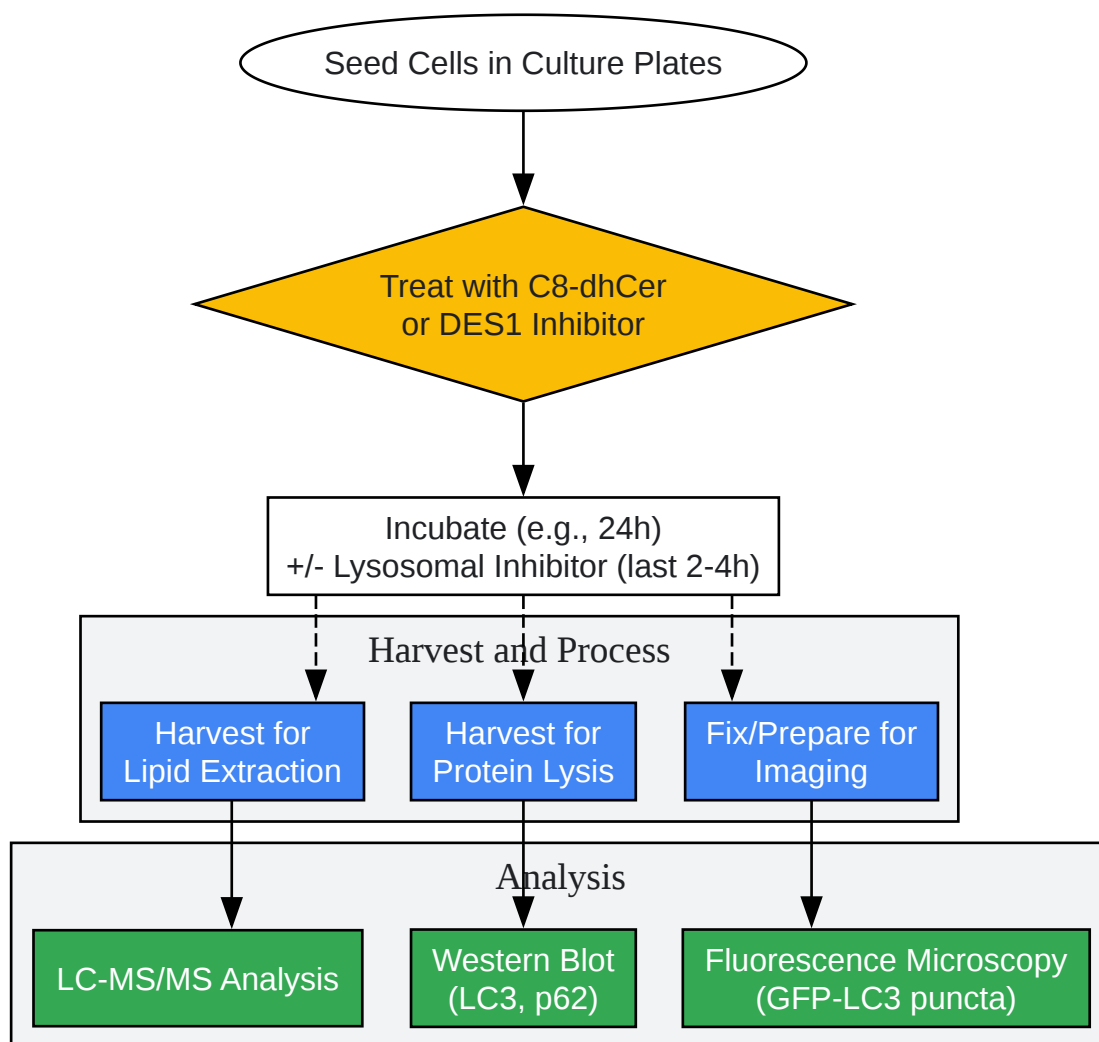 Seed Cells in Culture Plates
Treat with C8-dhCer
or DES1 Inhibitor
Incubate (e.g., 24h)
+/- Lysosomal Inhibitor (last 2-4h)
Harvest and Process
Harvest for
Lipid Extraction
Harvest for
Protein Lysis
Fix/Prepare for
Imaging
Analysis
LC-MS/MS Analysis
Western Blot
(LC3, p62)
Fluorescence Microscopy
(GFP-LC3 puncta)